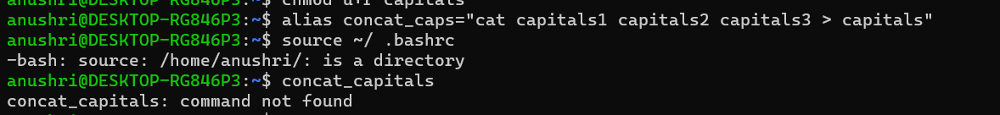 anushri@DESKTOP-RG846P3:~$ chmod u+r capitals
anushri@DESKTOP-RG846P3:~$ alias concat_caps="cat capitals1 capitals2 capitals3 > capitals"
anushri@DESKTOP-RG846P3:~$ source ~/ .bashrc
-bash: source: /home/anushri/: is a directory
anushri@DESKTOP-RG846P3:~$ concat_capitals
concat_capitals: command not found